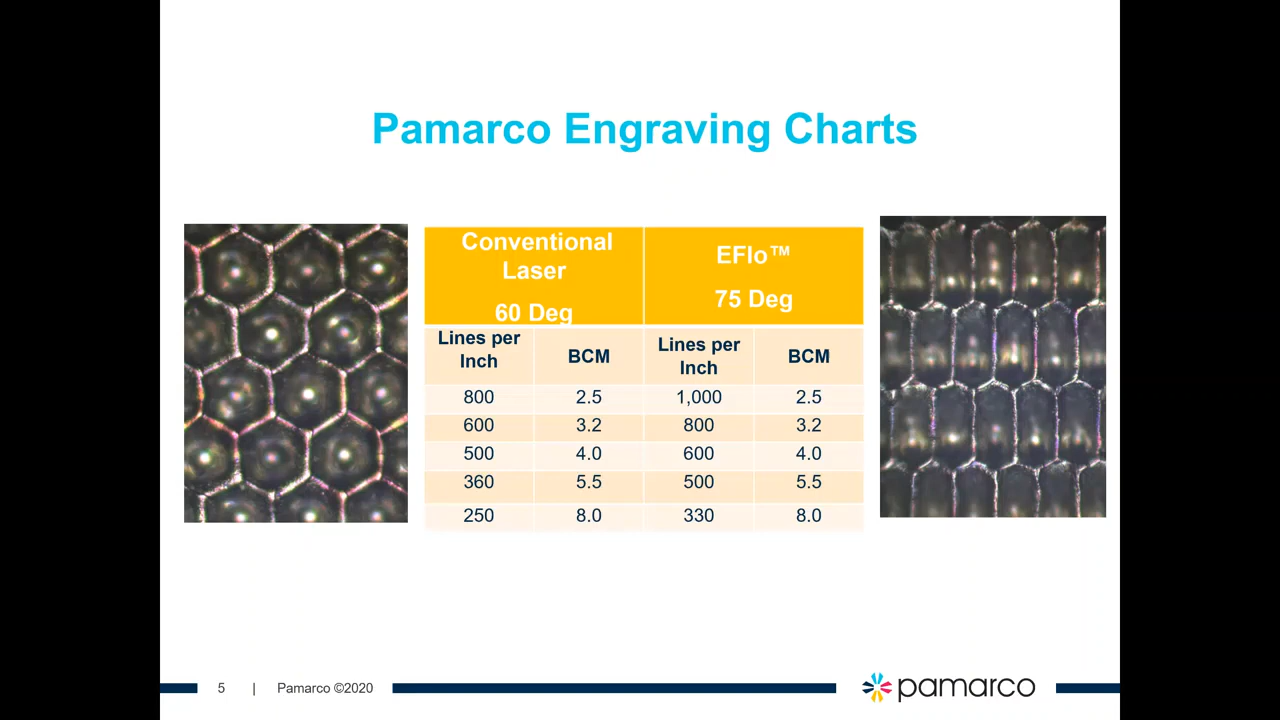 Pamarco Engraving Charts
Conventional
Laser
60 Deg
EFlo™
75 Deg
Lines per
Inch
BCM
Lines per
Inch
BCM
800 2.5 1,000 2.5
600 3.2 800 3.2
500 4.0 600 4.0
360 5.5 500 5.5
250 8.0 330 8.0
5 | Pamarco ©2020
pamarco